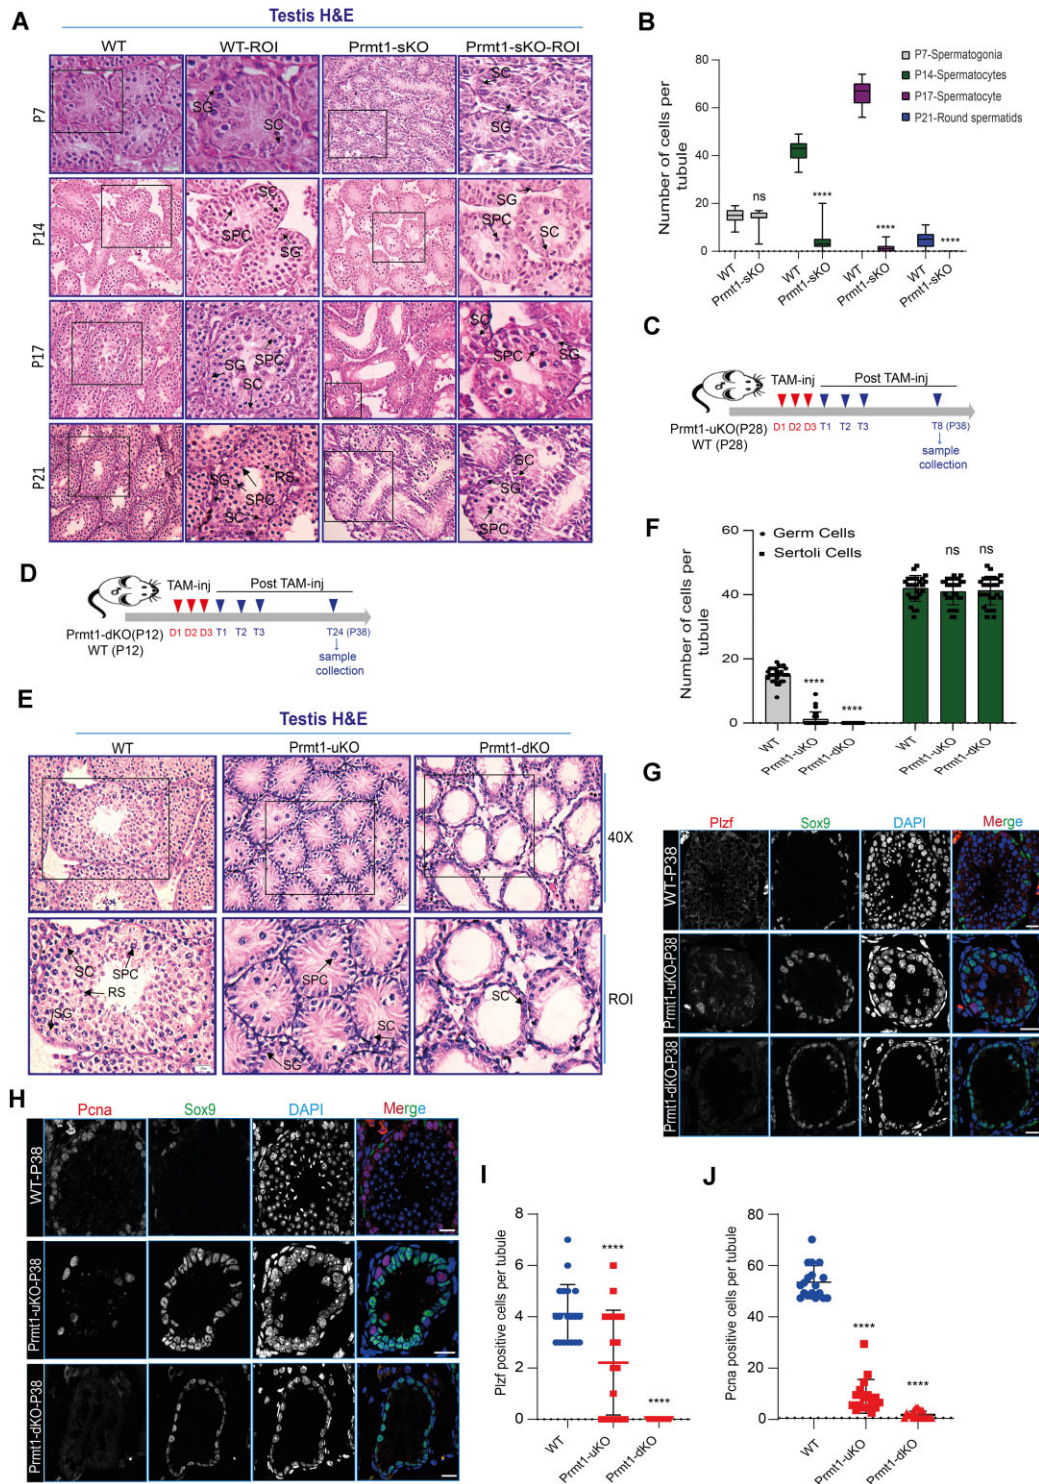 A
Testis H&E
WT
WT-ROI
Prmt1-sKO
Prmt1-sKO-ROI
P7
SG
SC
SC
SG
P14
SC
SPC
SG
SG
SPC
SC
P17
SG
SPC
SC
SC
SPC
SG
P21
SG
RS
SPC
SC
SC
SG
SPC
B
Number of cells per
tubule
80
60
40
20
0
ns
****
****
****
P7-Spermatogonia
P14-Spermatocytes
P17-Spermatocyte
P21-Round spermatids
WT
Prmt1-sKO
WT
Prmt1-sKO
WT
Prmt1-sKO
WT
Prmt1-sKO
C
TAM-inj
Post TAM-inj
Prmt1-uKO(P28)
WT (P28)
D1 D2 D3 T1 T2 T3 T8 (P38)
sample
collection
D
TAM-inj
Post TAM-inj
Prmt1-dKO(P12)
WT (P12)
D1 D2 D3 T1 T2 T3 T24 (P38)
sample
collection
E
Testis H&E
WT
Prmt1-uKO
Prmt1-dKO
40X
ROI
SC
SPC
RS
SG
SPC
SC
SG
SC
F
Number of cells per
tubule
60
40
20
0
Germ Cells
Sertoli Cells
****
****
ns
ns
WT
Prmt1-uKO
Prmt1-dKO
WT
Prmt1-uKO
Prmt1-dKO
G
Plzf
Sox9
DAPI
Merge
WT-P38
Prmt1-uKO-P38
Prmt1-dKO-P38
H
Pcna
Sox9
DAPI
Merge
WT-P38
Prmt1-uKO-P38
Prmt1-dKO-P38
I
Plzf positive cells per tubule
8
6
4
2
0
****
****
WT
Prmt1-uKO
Prmt1-dKO
J
Pcna positive cells per tubule
80
60
40
20
0
****
****
WT
Prmt1-uKO
Prmt1-dKO